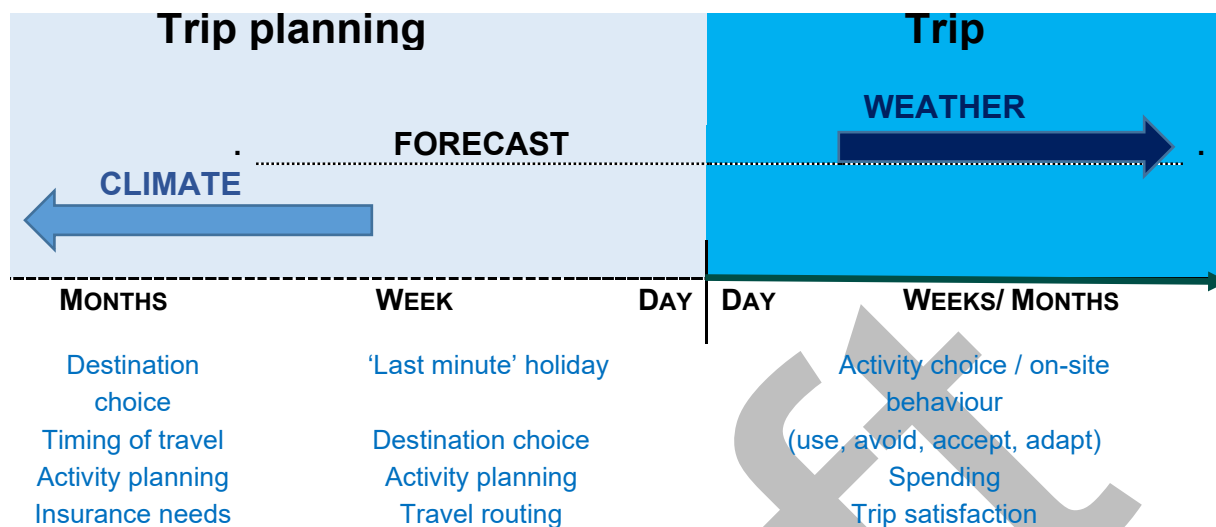 Trip planning
Trip
WEATHER
. FORECAST .
CLIMATE
MONTHS WEEK DAY DAY WEEKS/ MONTHS
Destination
choice
Timing of travel
Activity planning
Insurance needs
‘Last minute’ holiday
Destination choice
Activity planning
Travel routing
Activity choice / on-site
behaviour
(use, avoid, accept, adapt)
Spending
Trip satisfaction